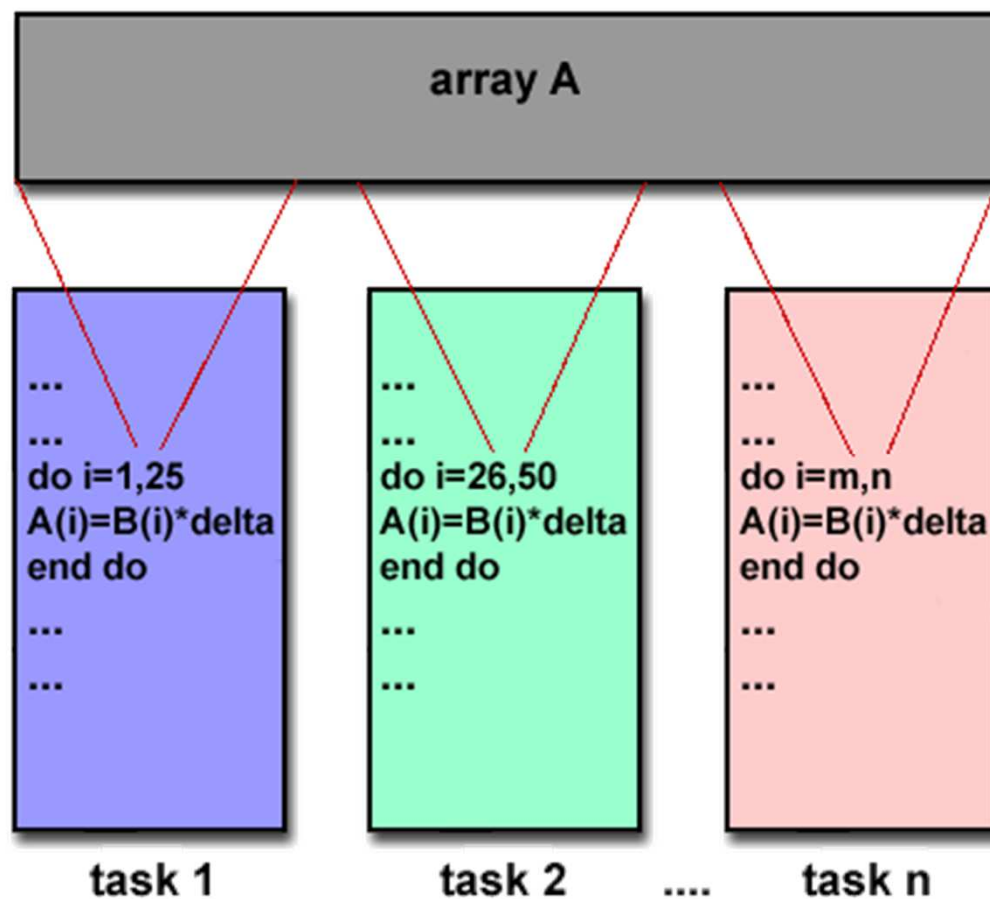 array A
...
...
do i=1,25
A(i)=B(i)*delta
end do
...
...
task 1
...
...
do i=26,50
A(i)=B(i)*delta
end do
...
...
task 2
....
...
...
do i=m,n
A(i)=B(i)*delta
end do
...
...
task n